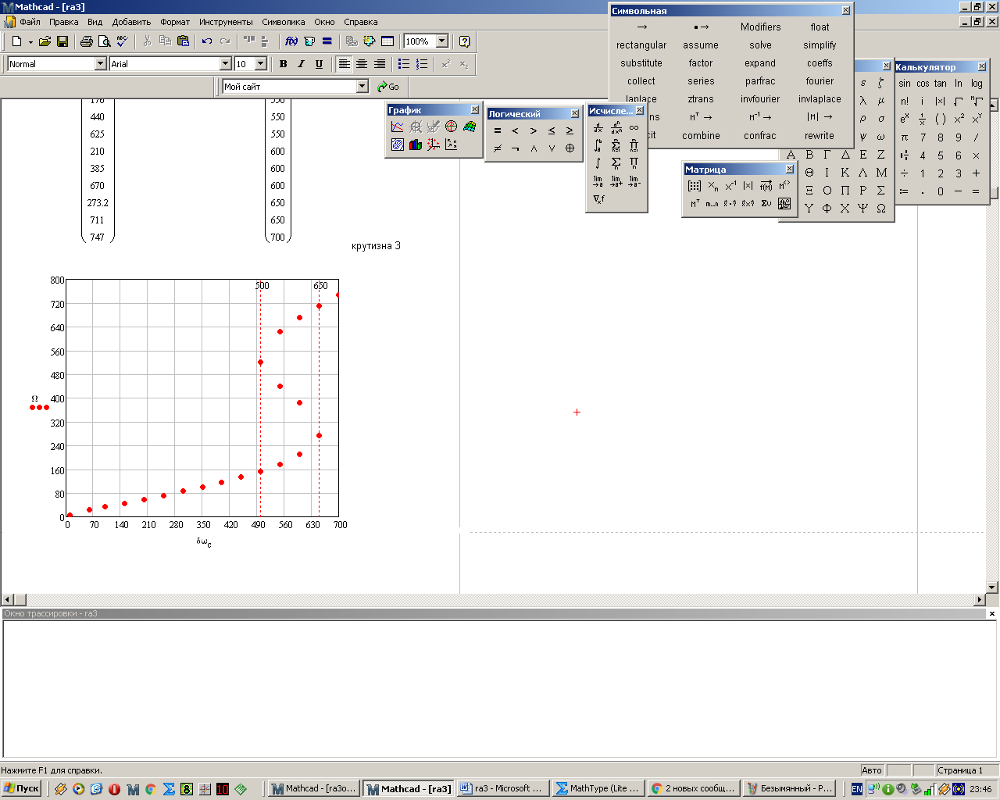 Mathcad - [ra3]
Файл Правка Вид Добавить Формат Инструменты Символика Окно Справка
100%
Normal Arial 10 B I U
Мой сайт Go
Символьная
→ ▪ → Modifiers float
rectangular assume solve simplify
substitute factor expand coeffs
collect series parfrac fourier
laplace ztrans invfourier invlaplace
ns Mᵀ → M⁻¹ → |M| →
cit combine confrac rewrite
График
Логический
= < > ≤ ≥
≠ ¬ ∧ ∨ ⊕
Исчисле...
Матрица
ε ζ
λ μ
ρ σ
ψ ω
Α Β Γ Δ Ε Ζ
Θ Ι Κ Λ Μ
Ξ Ο Π Ρ Σ
Υ Φ Χ Ψ Ω
Калькулятор
sin cos tan ln log
n! i |×| √ ⁿ√
eˣ 1/x ( ) ×² ×ʸ
π 7 8 9 /
4 5 6 ×
÷ 1 2 3 +
:= . 0 − =
176 550
440 550
625 550
210 600
385 600
670 600
273.2 650
711 650
747 700
крутизна 3
800
720
640
560
480
400
320
240
160
80
0
500 650
Ω
0 70 140 210 280 350 420 490 560 630 700
δω c
Окно трассировки - ra3
Нажмите F1 для справки.
Авто
Страница 1
Пуск
Mathcad - [ra3o...
Mathcad - [ra3]
ra3 - Microsoft ...
MathType (Lite ...
2 новых сообщ...
Безымянный - P...
EN
23:46